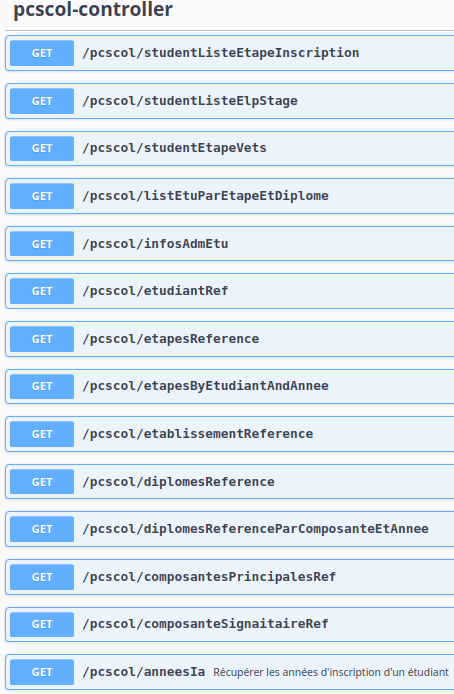 pcscol-controller
GET /pcscol/studentListeEtapeInscription
GET /pcscol/studentListeElpStage
GET /pcscol/studentEtapeVets
GET /pcscol/listEtuParEtapeEtDiplome
GET /pcscol/infosAdmEtu
GET /pcscol/etudiantRef
GET /pcscol/etapesReference
GET /pcscol/etapesByEtudiantAndAnnee
GET /pcscol/etablissementReference
GET /pcscol/diplomesReference
GET /pcscol/diplomesReferenceParComposanteEtAnnee
GET /pcscol/composantesPrincipalesRef
GET /pcscol/composanteSignaitaireRef
GET /pcscol/anneesIa Récupérer les années d'inscription d'un étudiant